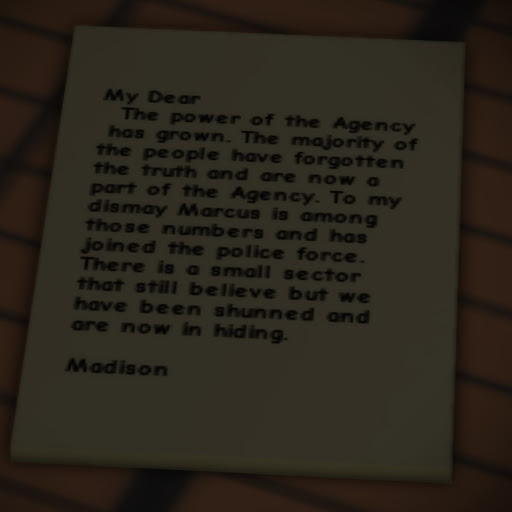 My Dear
The power of the Agency
has grown. The majority of
the people have forgotten
the truth and are now a
part of the Agency. To my
dismay Marcus is among
those numbers and has
joined the police force.
There is a small sector
that still believe but we
have been shunned and
are now in hiding.
Madison